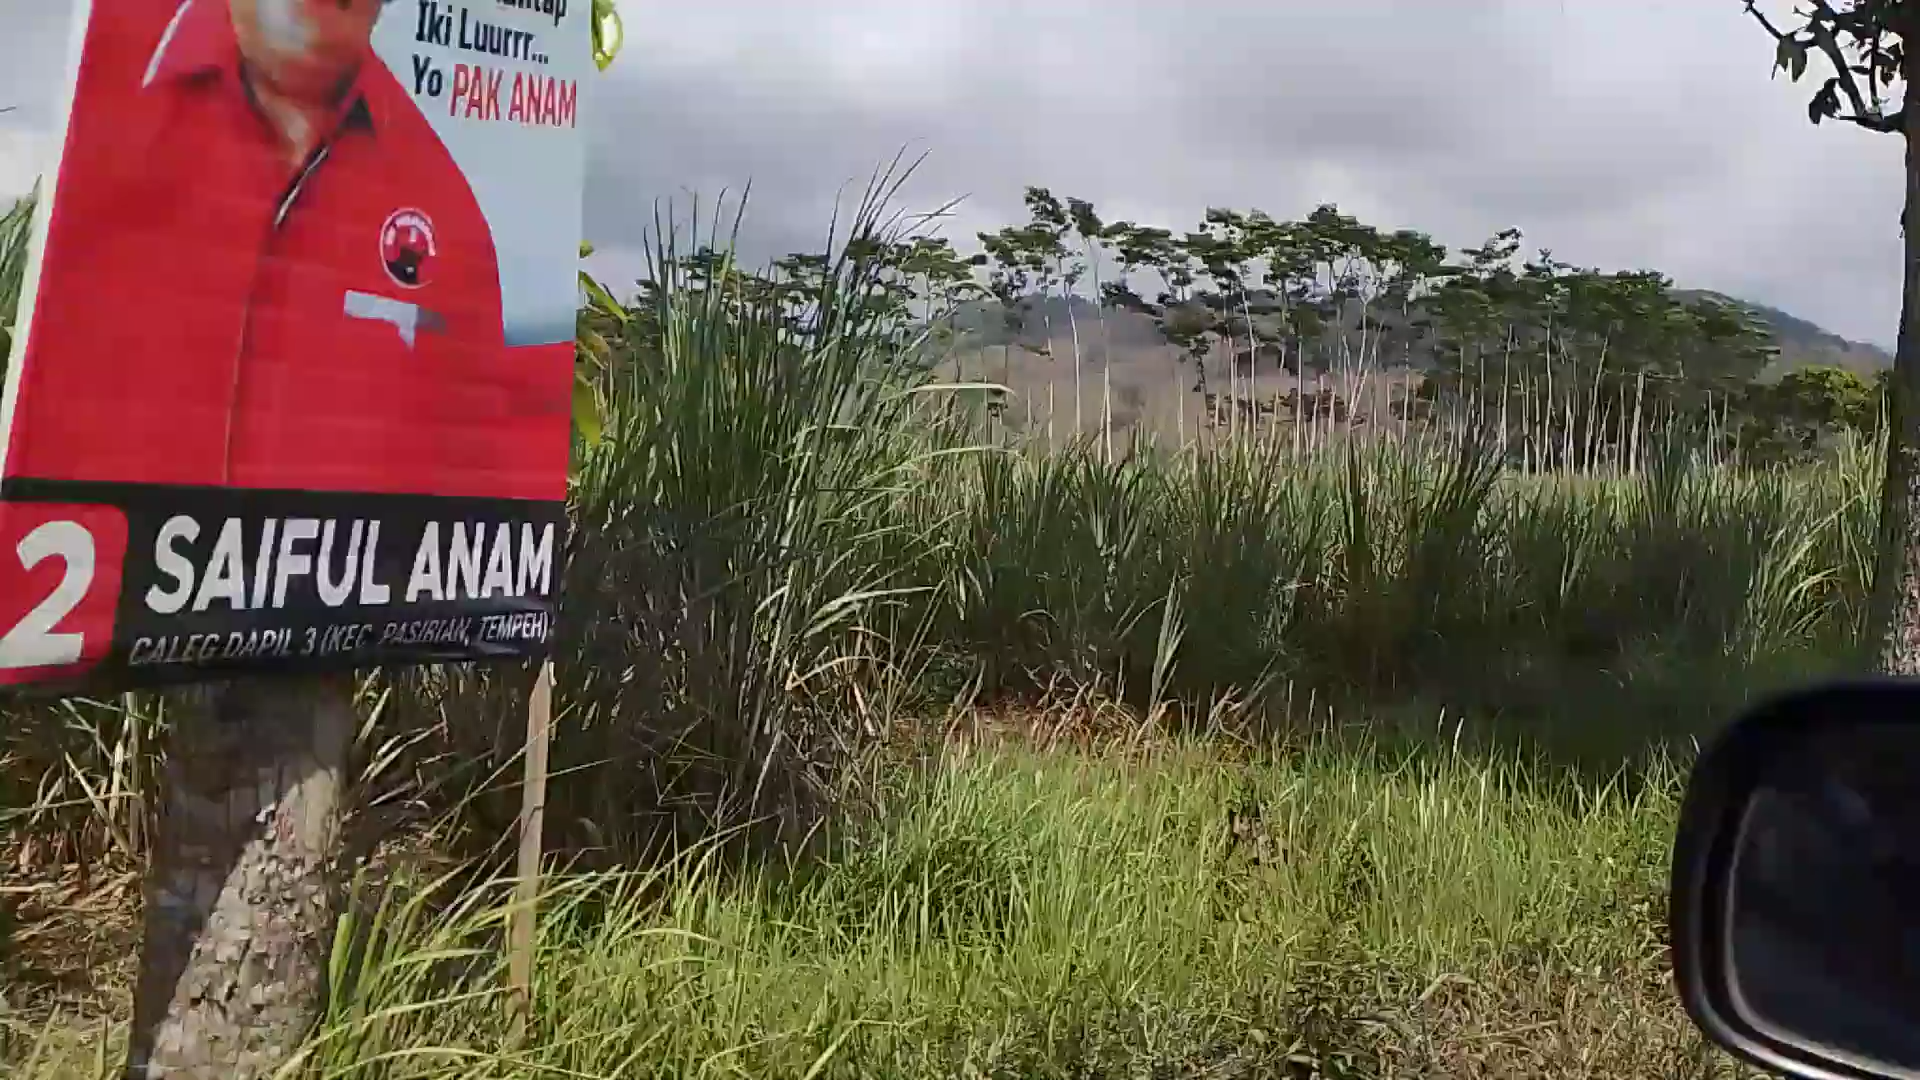 Iki Luurrr...
Yo PAK ANAM
2
SAIFUL ANAM
CALEG DAPIL 3 (KEC. PASIRIAN, TEMPEH)